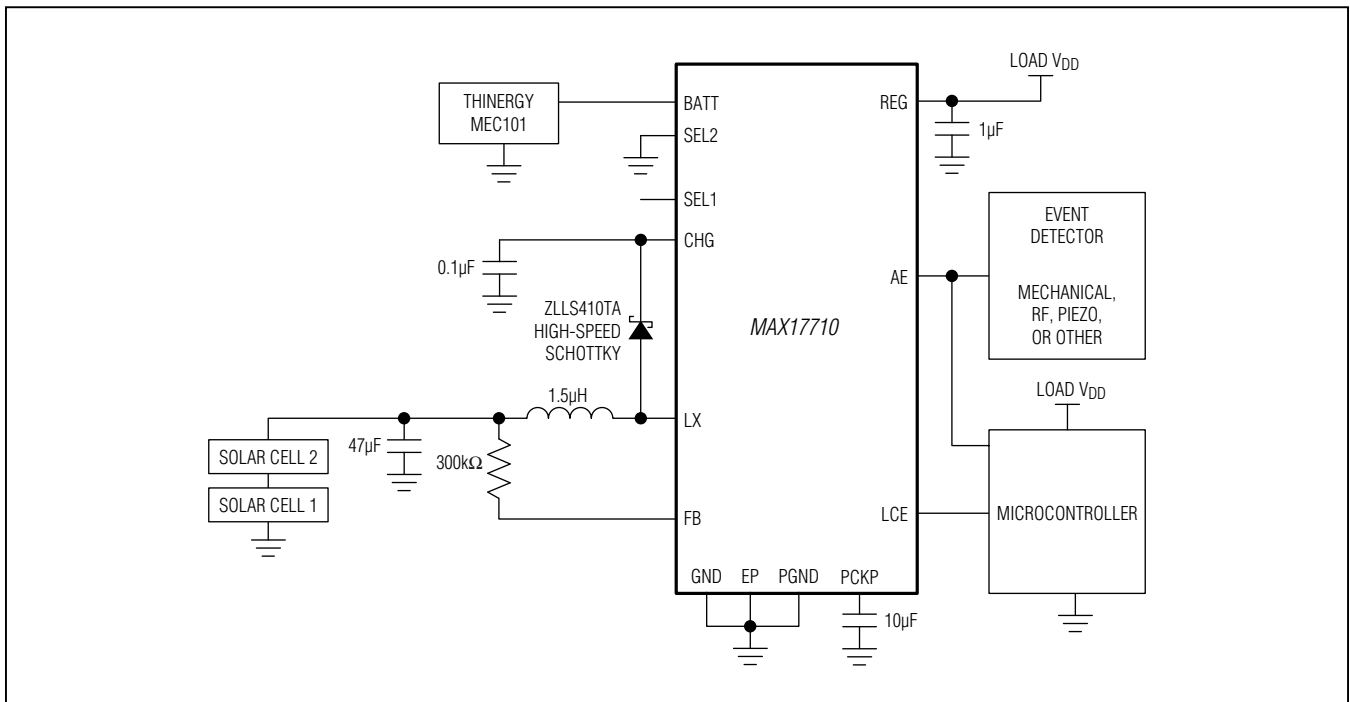 LOAD VDD
THINERGY
MEC101
BATT
REG
1µF
SEL2
SEL1
EVENT
DETECTOR
MECHANICAL,
RF, PIEZO,
OR OTHER
CHG
0.1µF
AE
ZLLS410TA
HIGH-SPEED
SCHOTTKY
MAX17710
1.5µH
LX
LOAD VDD
47µF
300kΩ
SOLAR CELL 2
SOLAR CELL 1
FB
LCE
MICROCONTROLLER
GND
EP
PGND
PCKP
10µF